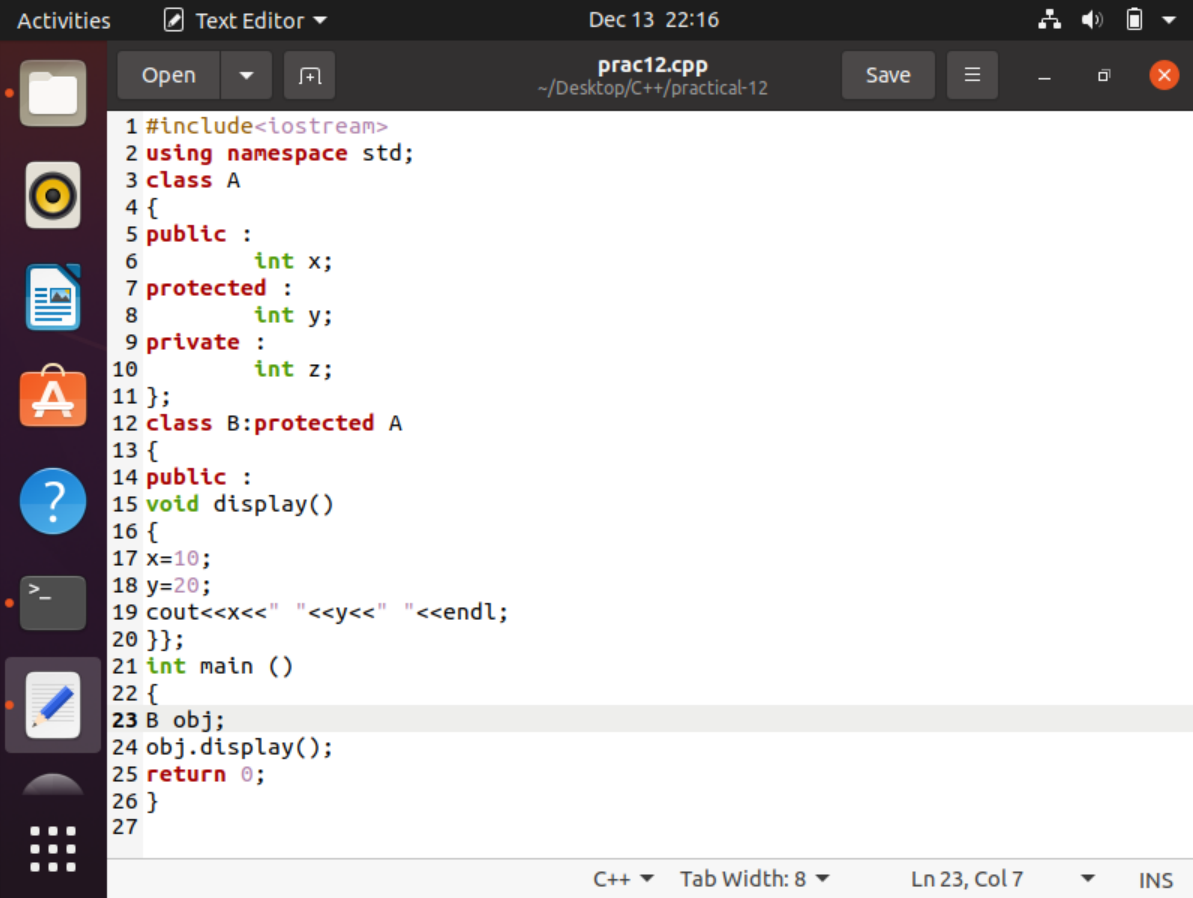 Activities Text Editor Dec 13 22:16
Open prac12.cpp Save
~/Desktop/C++/practical-12
1 #include<iostream>
2 using namespace std;
3 class A
4 {
5 public :
6         int x;
7 protected :
8         int y;
9 private :
10         int z;
11 };
12 class B:protected A
13 {
14 public :
15 void display()
16 {
17 x=10;
18 y=20;
19 cout<<x<<" "<<y<<" "<<endl;
20 }};
21 int main ()
22 {
23 B obj;
24 obj.display();
25 return 0;
26 }
27
C++ Tab Width: 8 Ln 23, Col 7 INS